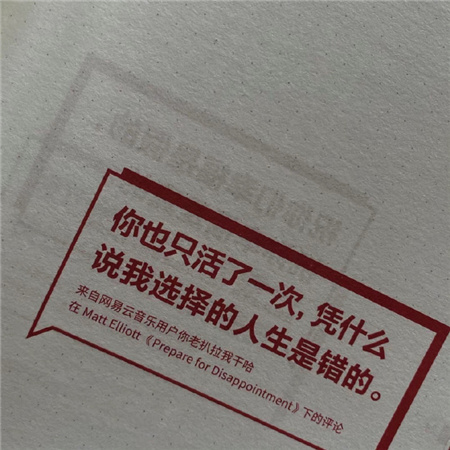 你也只活了一次，凭什么
说我选择的人生是错的。
来自网易云音乐用户你老扒拉我干哈
在 Matt Elliott《Prepare for Disappointment》下的评论